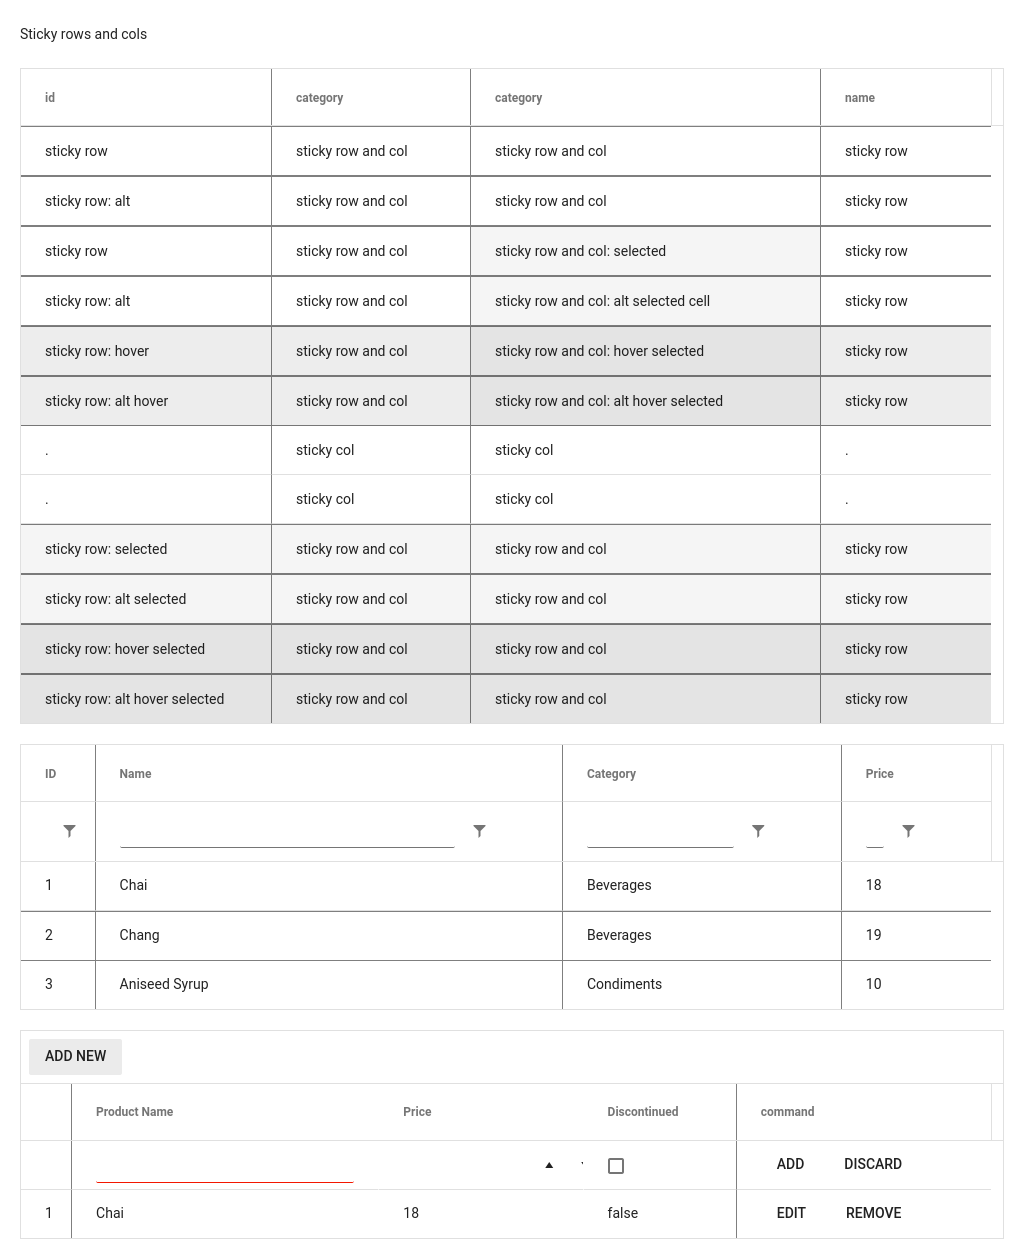 Sticky rows and cols
id category category name
sticky row sticky row and col sticky row and col sticky row
sticky row: alt sticky row and col sticky row and col sticky row
sticky row sticky row and col sticky row and col: selected sticky row
sticky row: alt sticky row and col sticky row and col: alt selected cell sticky row
sticky row: hover sticky row and col sticky row and col: hover selected sticky row
sticky row: alt hover sticky row and col sticky row and col: alt hover selected sticky row
. sticky col sticky col .
. sticky col sticky col .
sticky row: selected sticky row and col sticky row and col sticky row
sticky row: alt selected sticky row and col sticky row and col sticky row
sticky row: hover selected sticky row and col sticky row and col sticky row
sticky row: alt hover selected sticky row and col sticky row and col sticky row
ID Name Category Price
1 Chai Beverages 18
2 Chang Beverages 19
3 Aniseed Syrup Condiments 10
ADD NEW
Product Name Price Discontinued command
ADD DISCARD
1 Chai 18 false EDIT REMOVE